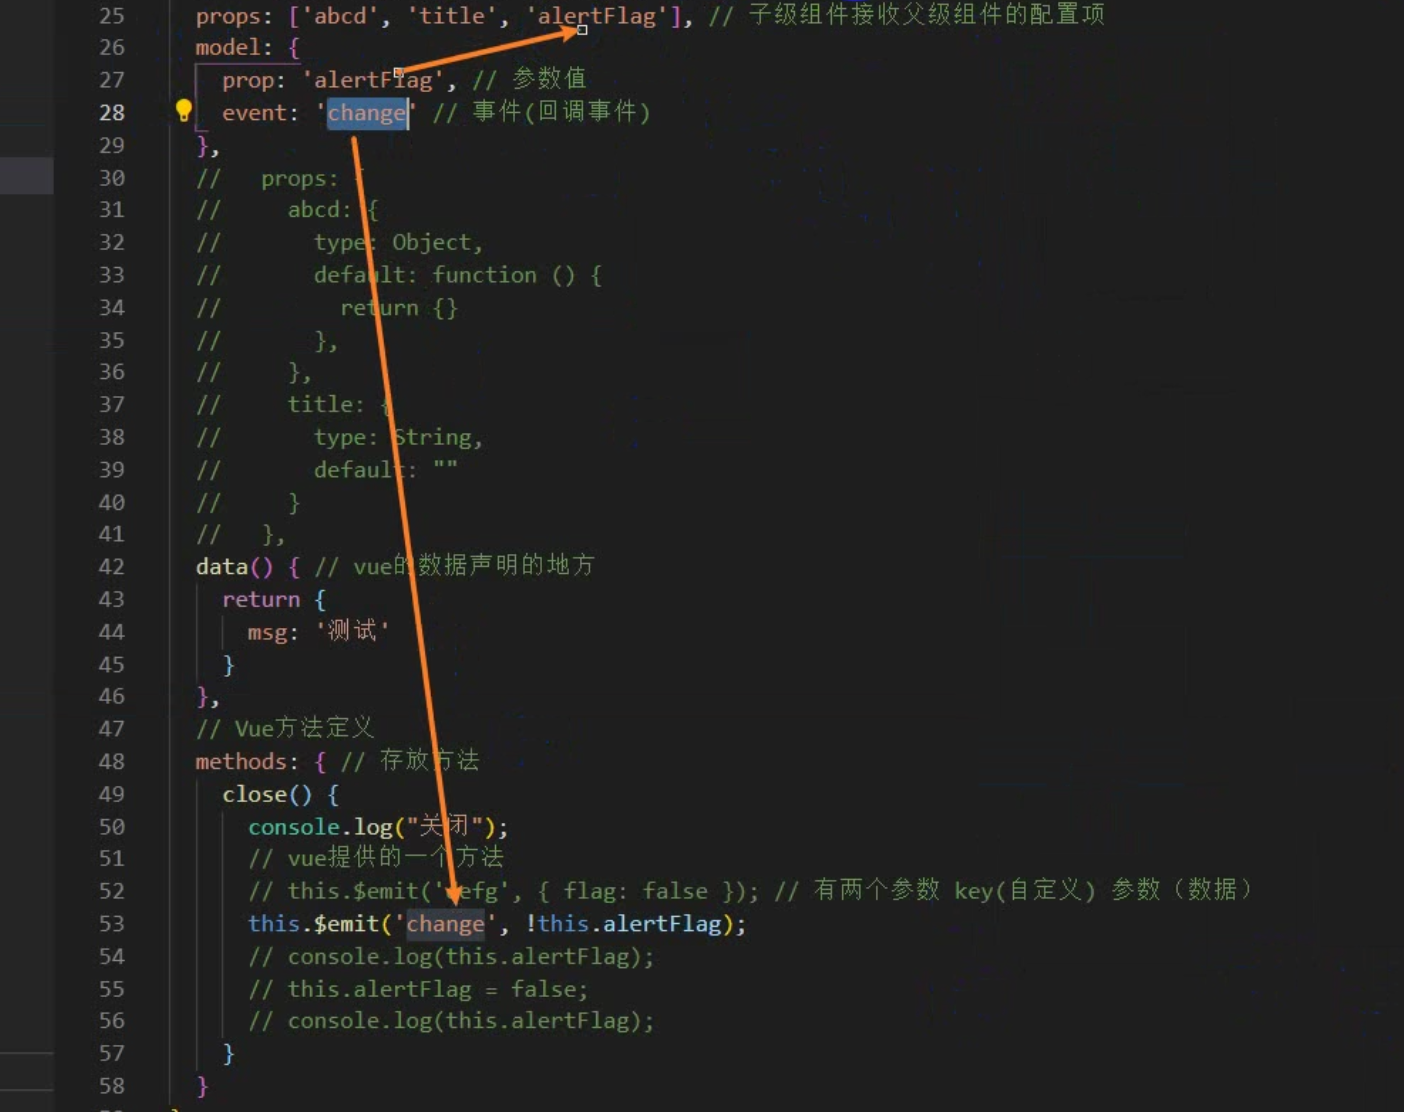 25 props: ['abcd', 'title', 'alertFlag'], // 子级组件接收父级组件的配置项
26 model: {
27 prop: 'alertFlag', // 参数值
28 event: 'change' // 事件(回调事件)
29 },
30 // props: {
31 // abcd: {
32 // type: Object,
33 // default: function () {
34 // return {}
35 // },
36 // },
37 // title: {
38 // type: String,
39 // default: ""
40 // }
41 // },
42 data() { // vue的数据声明的地方
43 return {
44 msg: '测试'
45 }
46 },
47 // Vue方法定义
48 methods: { // 存放方法
49 close() {
50 console.log("关闭");
51 // vue提供的一个方法
52 // this.$emit(' efg', { flag: false }); // 有两个参数 key(自定义) 参数（数据）
53 this.$emit('change', !this.alertFlag);
54 // console.log(this.alertFlag);
55 // this.alertFlag = false;
56 // console.log(this.alertFlag);
57 }
58 }